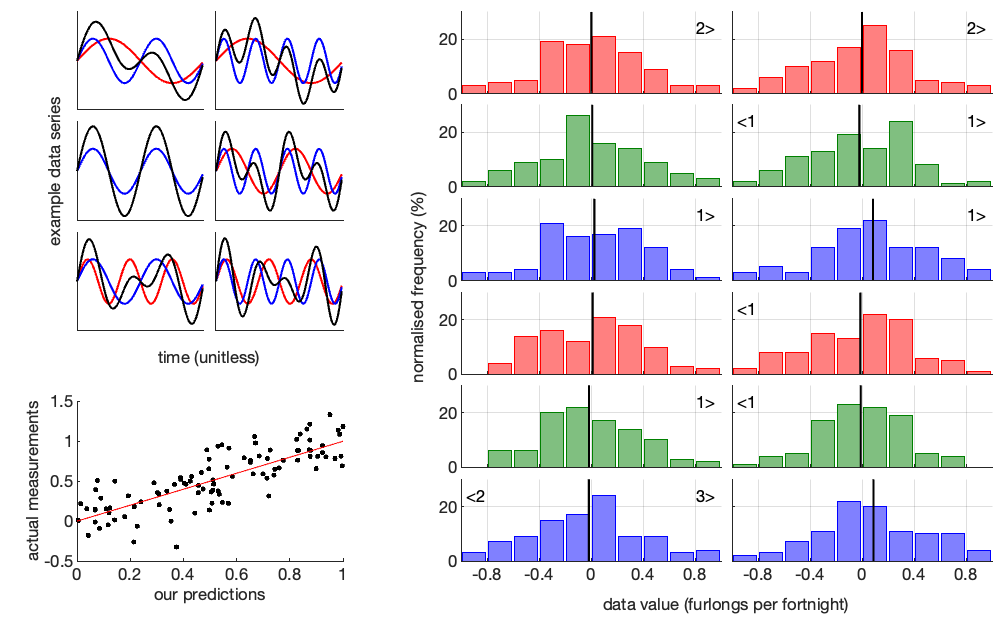 example data series
time (unitless)
actual measurements
1.5
1
0.5
0
-0.5
0 0.2 0.4 0.6 0.8 1
our predictions
normalised frequency (%)
20 2> 2>
0
20 <1 1>
0
20 1> 1>
0
20 <1
0
20 1> <1
0
20 <2 3>
0
-0.8 -0.4 0 0.4 0.8 -0.8 -0.4 0 0.4 0.8
data value (furlongs per fortnight)